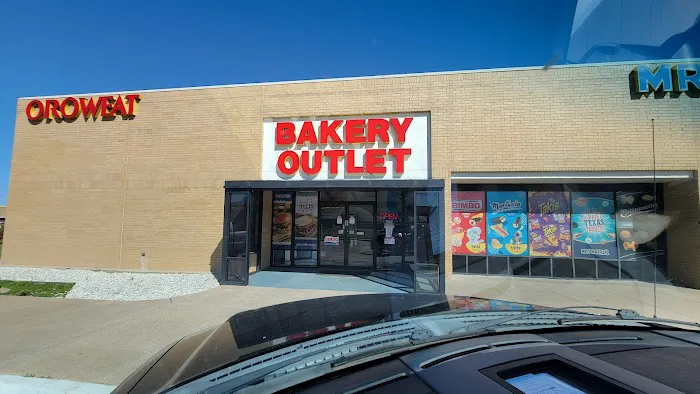 OROWEAT
BAKERY
OUTLET
MR
OPEN
BIMBO
Marinela
Takis
TEXAS